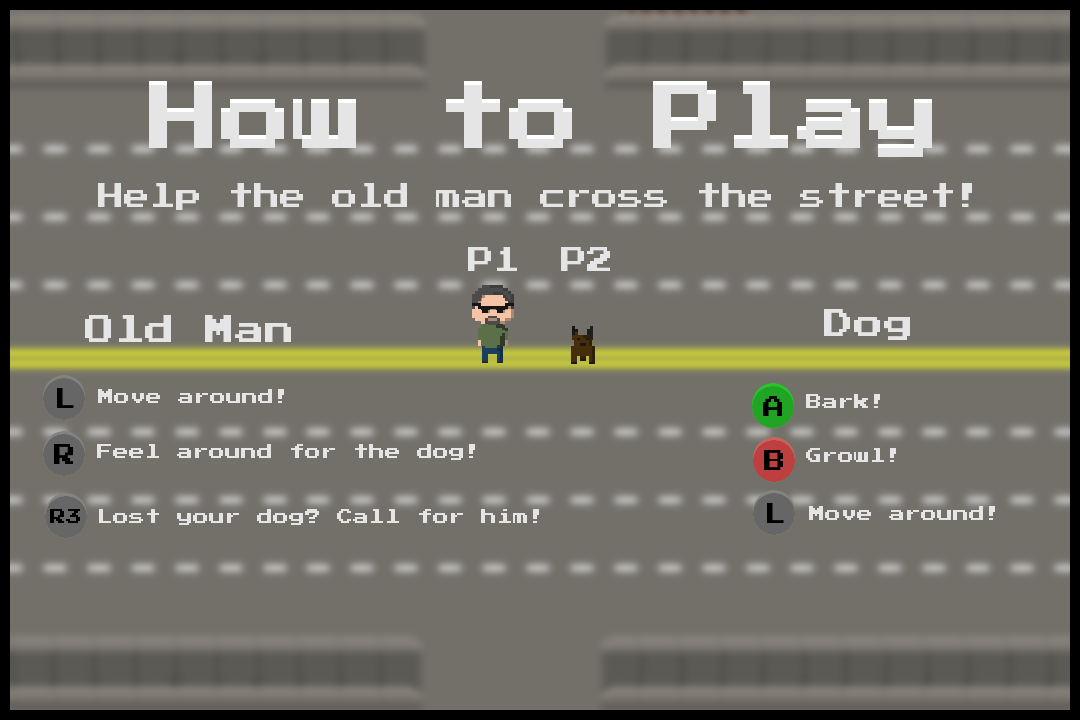 How to Play
Help the old man cross the street!
P1 P2
Old Man
L Move around!
R Feel around for the dog!
R3 Lost your dog? Call for him!
Dog
A Bark!
B Growl!
L Move around!